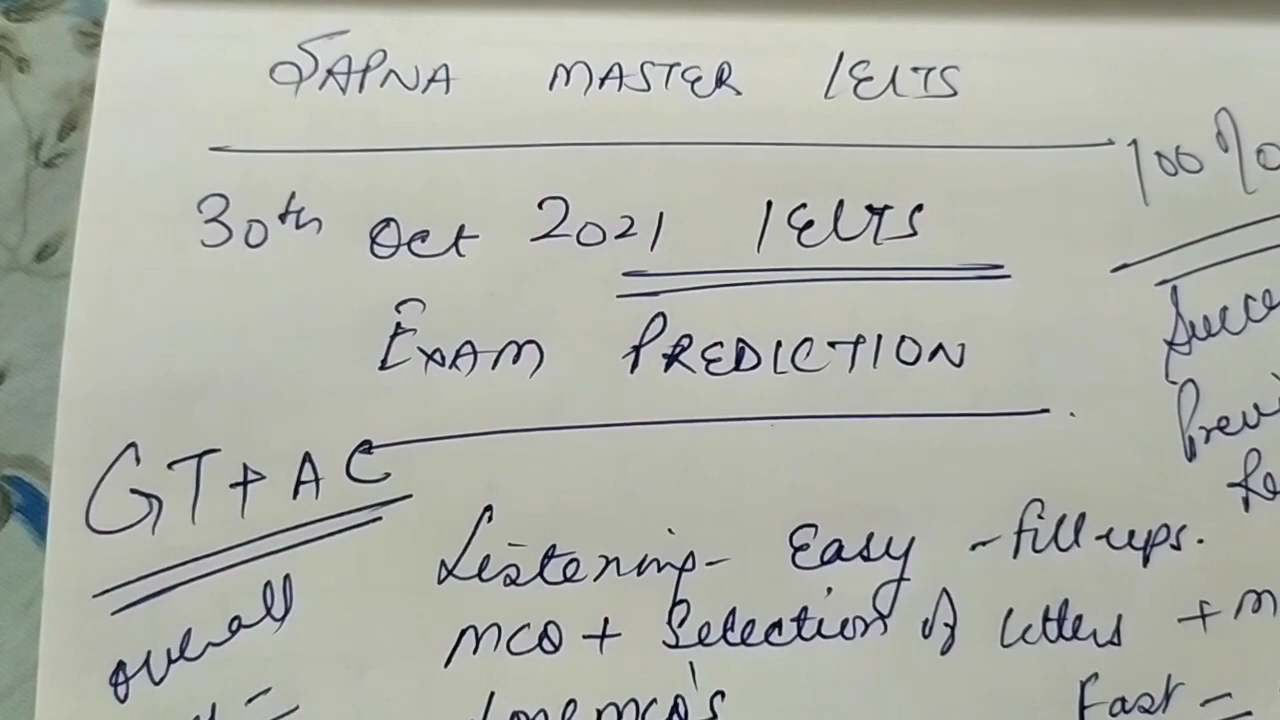 SAPNA MASTER IELTS
100%
30th Oct 2021 IELTS
EXAM PREDICTION
GT+AC
Listening - Easy - fill-ups.
overall
MCQ + Selection of letters + M
MCQ's
Fast =